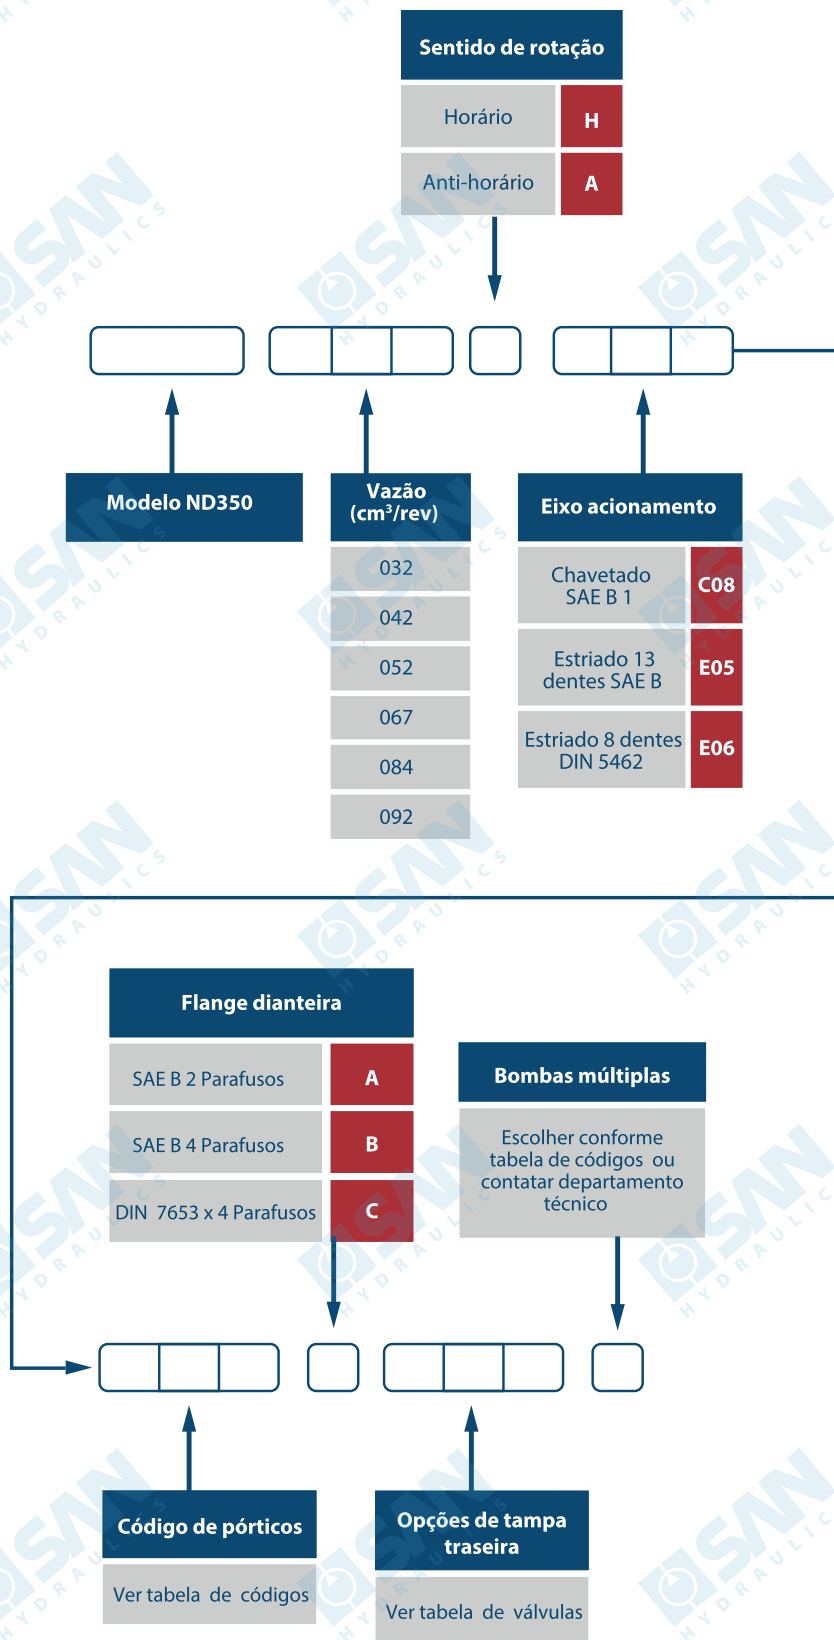 Sentido de rotação
Horário
H
Anti-horário
A
Modelo ND350
Vazão
(cm³/rev)
032
042
052
067
084
092
Eixo acionamento
Chavetado
SAE B 1
C08
Estriado 13
dentes SAE B
E05
Estriado 8 dentes
DIN 5462
E06
Flange dianteira
SAE B 2 Parafusos
A
SAE B 4 Parafusos
B
DIN 7653 x 4 Parafusos
C
Bombas múltiplas
Escolher conforme
tabela de códigos ou
contatar departamento
técnico
Código de pórticos
Ver tabela de códigos
Opções de tampa
traseira
Ver tabela de válvulas
SAN
HYDRAULICS